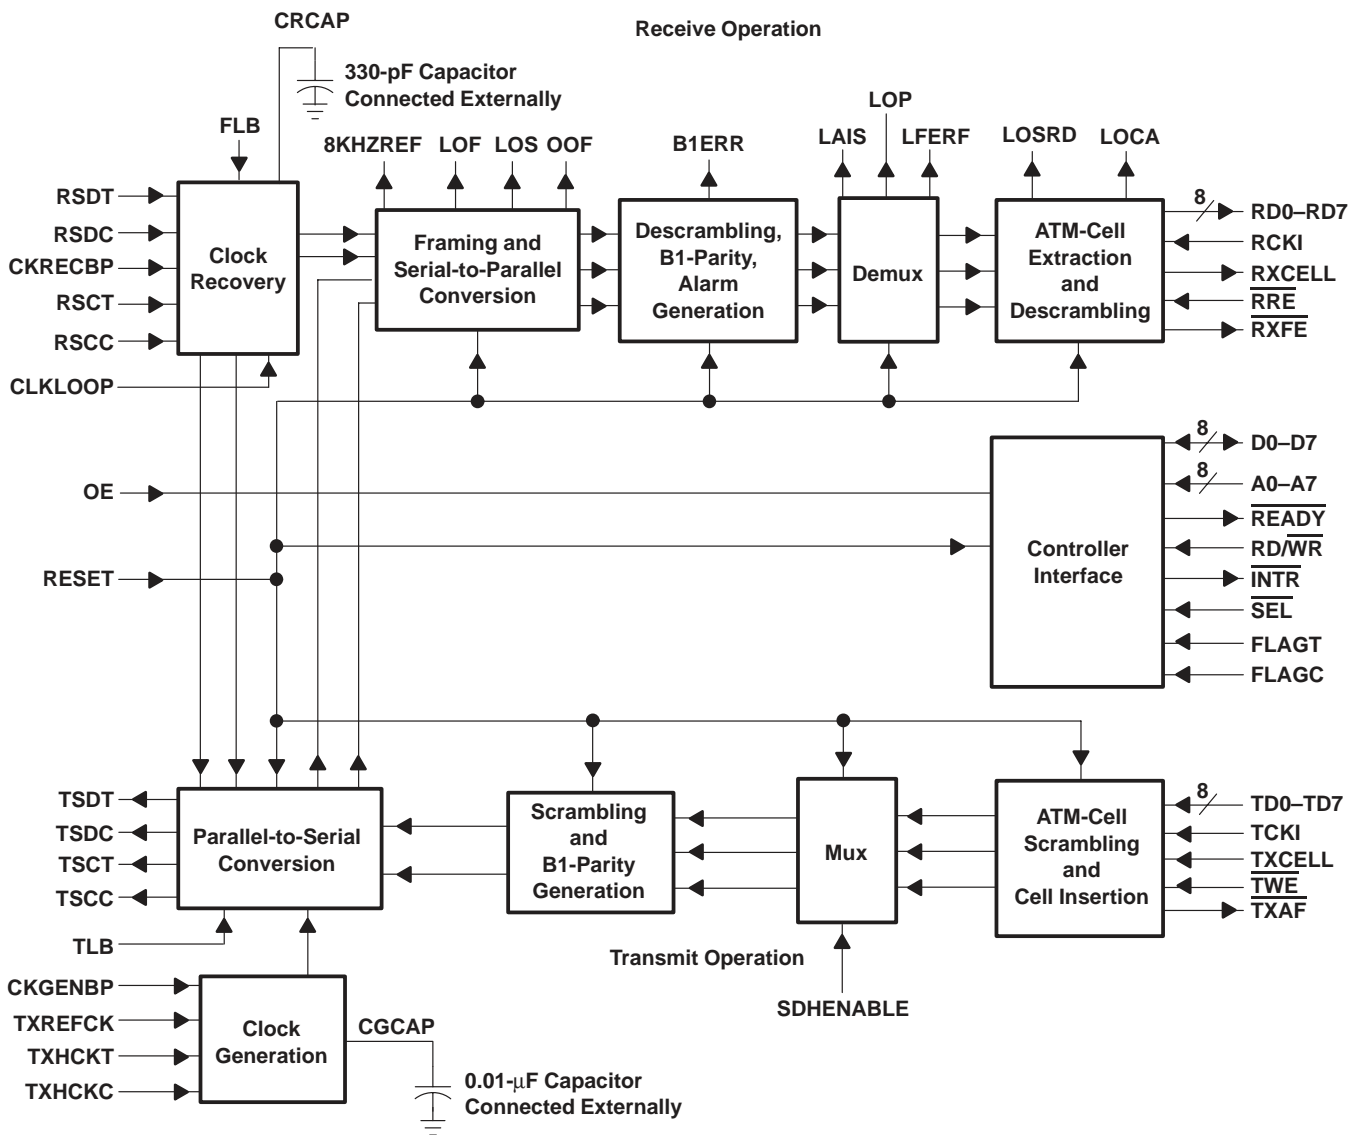 CRCAP
Receive Operation
330-pF Capacitor
Connected Externally
FLB
8KHZREF
LOF
LOS
OOF
B1ERR
LAIS
LOP
LFERF
LOSRD
LOCA
RSDT
RSDC
CKRECBP
RSCT
RSCC
CLKLOOP
Clock
Recovery
Framing and
Serial-to-Parallel
Conversion
Descrambling,
B1-Parity,
Alarm
Generation
Demux
ATM-Cell
Extraction
and
Descrambling
8
RD0–RD7
RCKI
RXCELL
RRE
RXFE
OE
RESET
Controller
Interface
8
D0–D7
8
A0–A7
READY
RD/WR
INTR
SEL
FLAGT
FLAGC
TSDT
TSDC
TSCT
TSCC
TLB
Parallel-to-Serial
Conversion
Scrambling
and
B1-Parity
Generation
Mux
ATM-Cell
Scrambling
and
Cell Insertion
8
TD0–TD7
TCKI
TXCELL
TWE
TXAF
Transmit Operation
SDHENABLE
CKGENBP
TXREFCK
TXHCKT
TXHCKC
Clock
Generation
CGCAP
0.01-μF Capacitor
Connected Externally